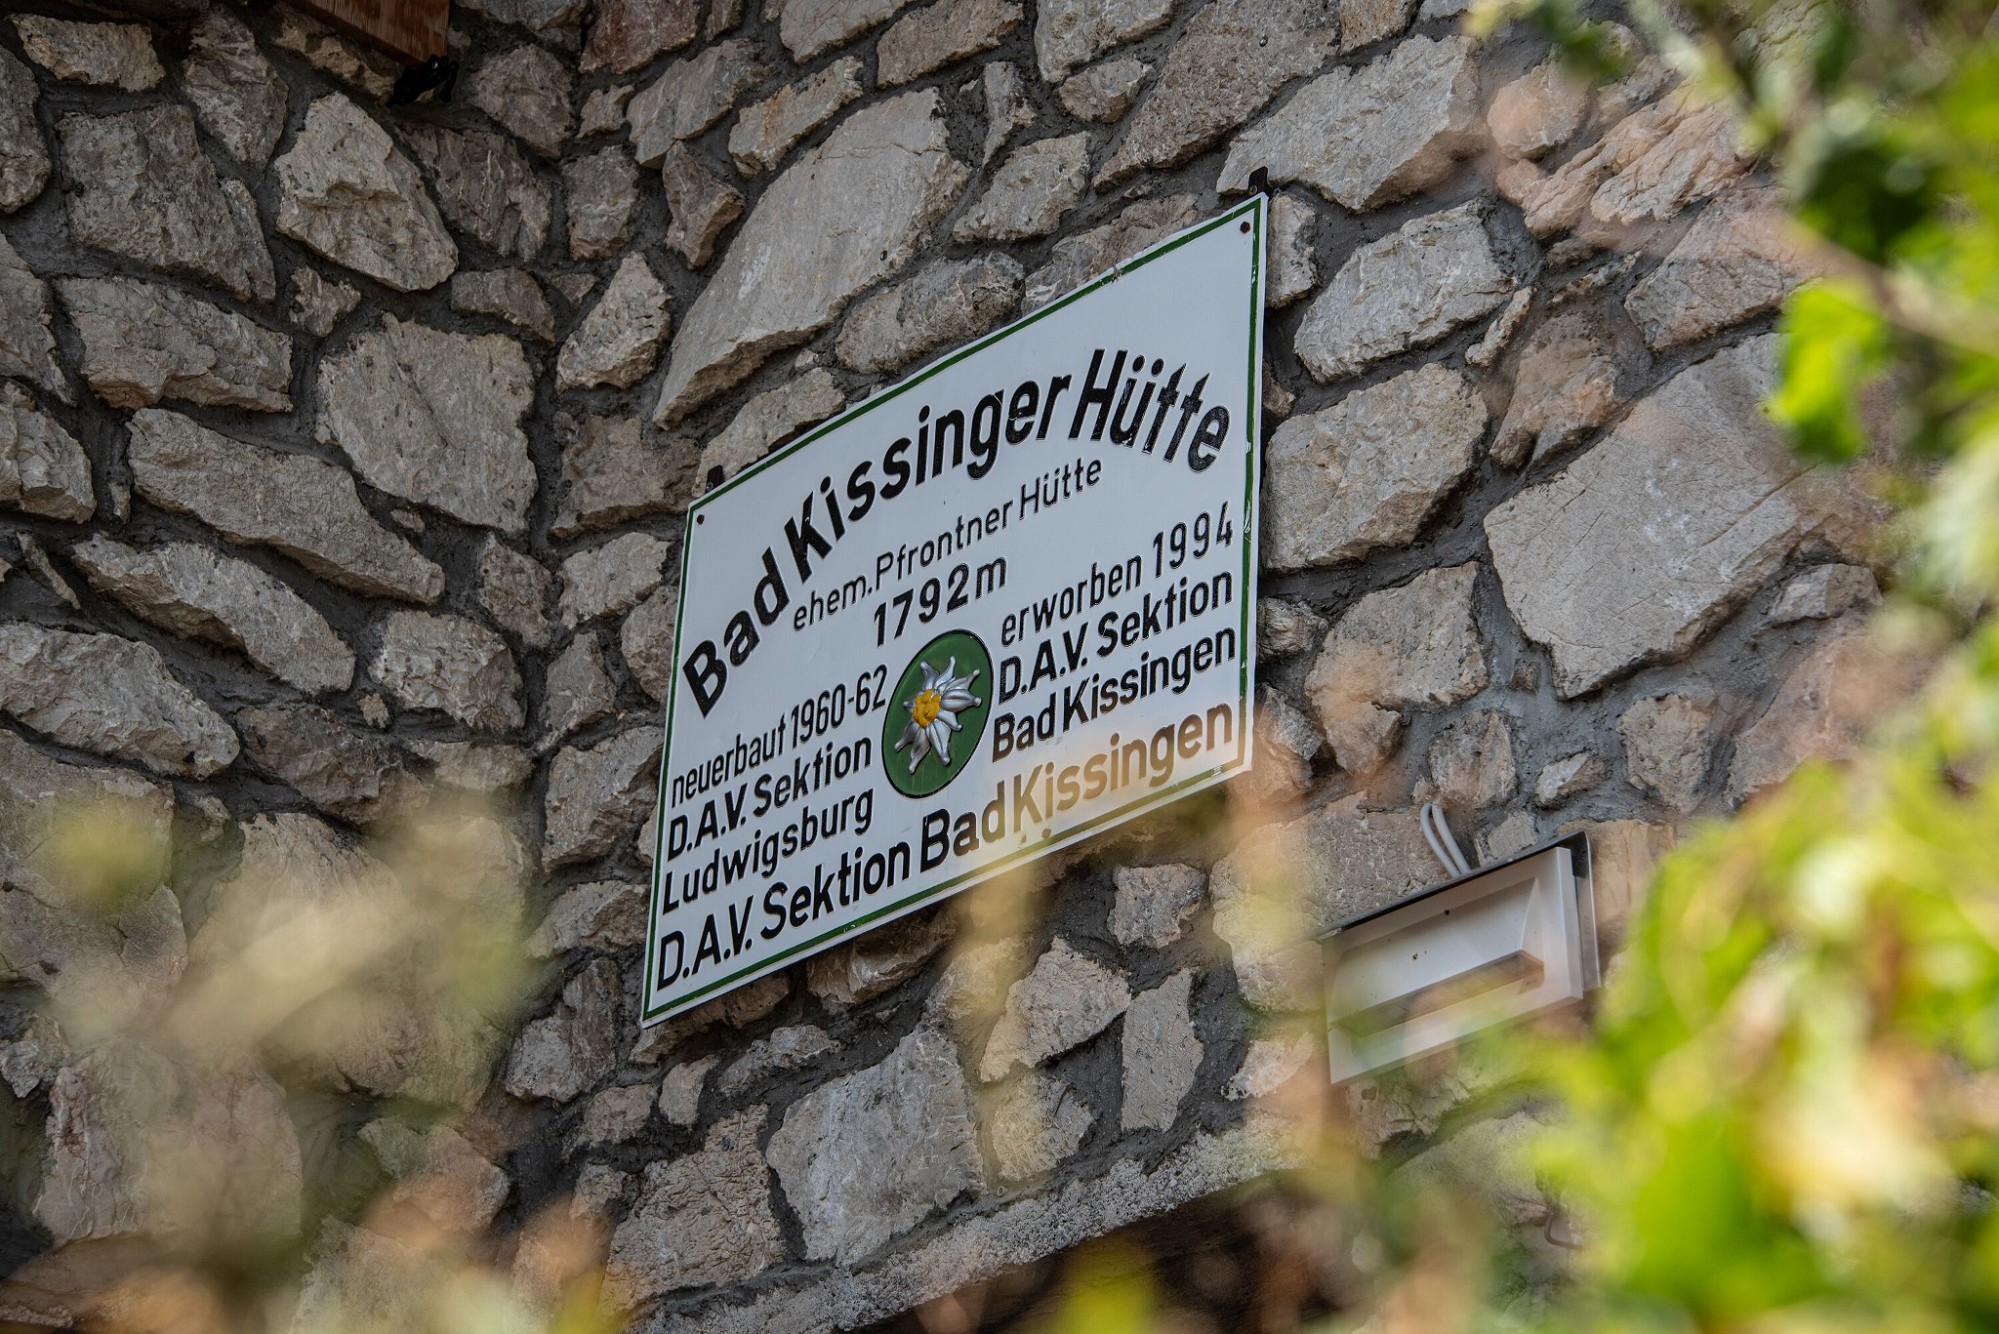 Bad Kissinger Hütte
ehem. Pfrontner Hütte
1792m
neuerbaut 1960-62
D.A.V. Sektion
Ludwigsburg
erworben 1994
D.A.V. Sektion
Bad Kissingen
D.A.V. Sektion Bad Kissingen